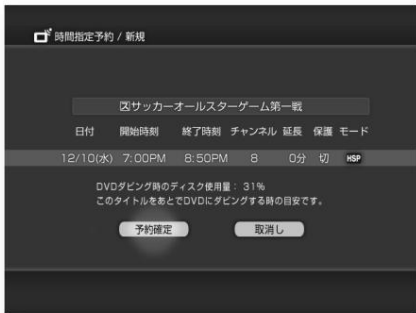 時間指定予約 / 新規
🈡サッカーオールスターゲーム第一戦
日付 開始時刻 終了時刻 チャンネル 延長 保護 モード
12/10(水) 7:00PM 8:50PM 8 0分 切 HSP
DVDダビング時のディスク使用量： 31%
このタイトルをあとでDVDにダビングする時の目安です。
予約確定 取消し